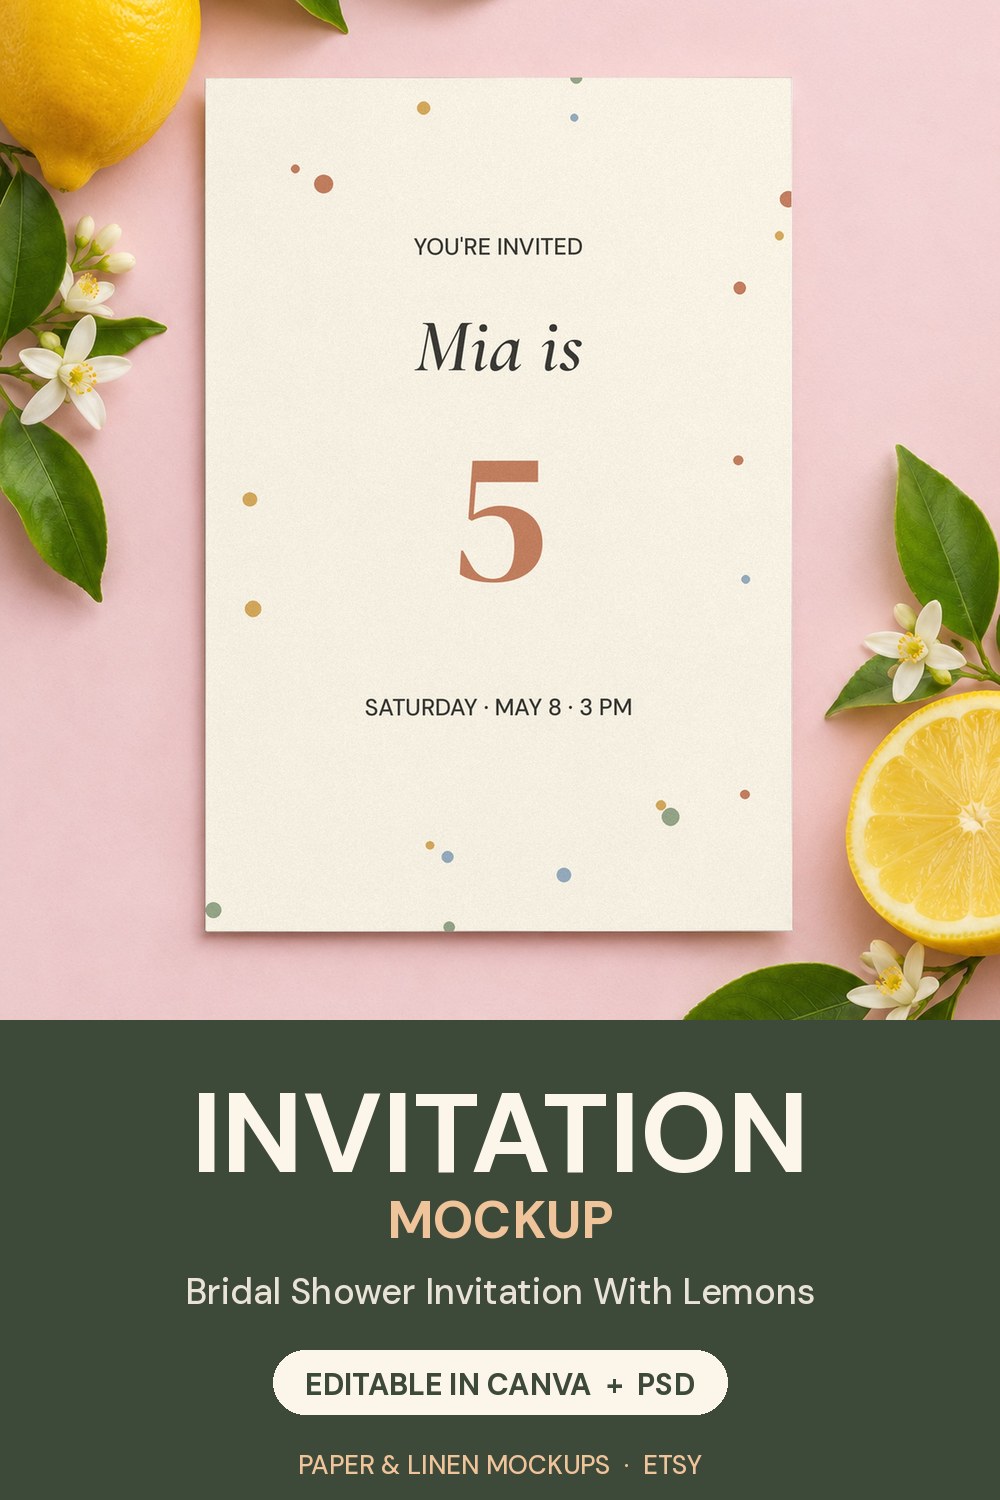 YOU'RE INVITED
Mia is
5
SATURDAY · MAY 8 · 3 PM
INVITATION
MOCKUP
Bridal Shower Invitation With Lemons
EDITABLE IN CANVA + PSD
PAPER & LINEN MOCKUPS · ETSY